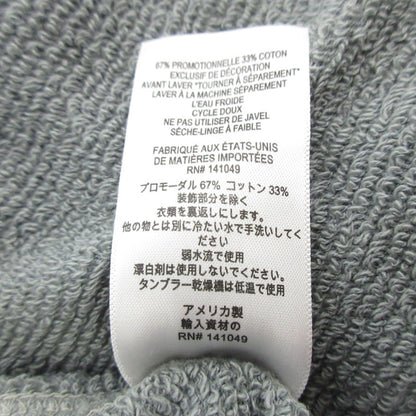 67% PROMOTIONNELLE 33% COTON
EXCLUSIF DE DÉCORATION
AVANT LAVER "TOURNER À SÉPAREMENT"
LAVER À LA MACHINE SÉPAREMENT
L'EAU FROIDE
CYCLE DOUX
NE PAS UTILISER DE JAVEL
SÈCHE-LINGE À FAIBLE
FABRIQUÉ AUX ÉTATS-UNIS
DE MATIÈRES IMPORTÉES
RN# 141049
プロモーダル 67% コットン 33%
装飾部分を除く
衣類を裏返しにします。
他の物とは別に冷たい水で手洗いしてく
ださい
弱水流で使用
漂白剤は使用しないでください
タンブラー乾燥機は低温で使用
アメリカ製
輸入資材の
RN# 141049